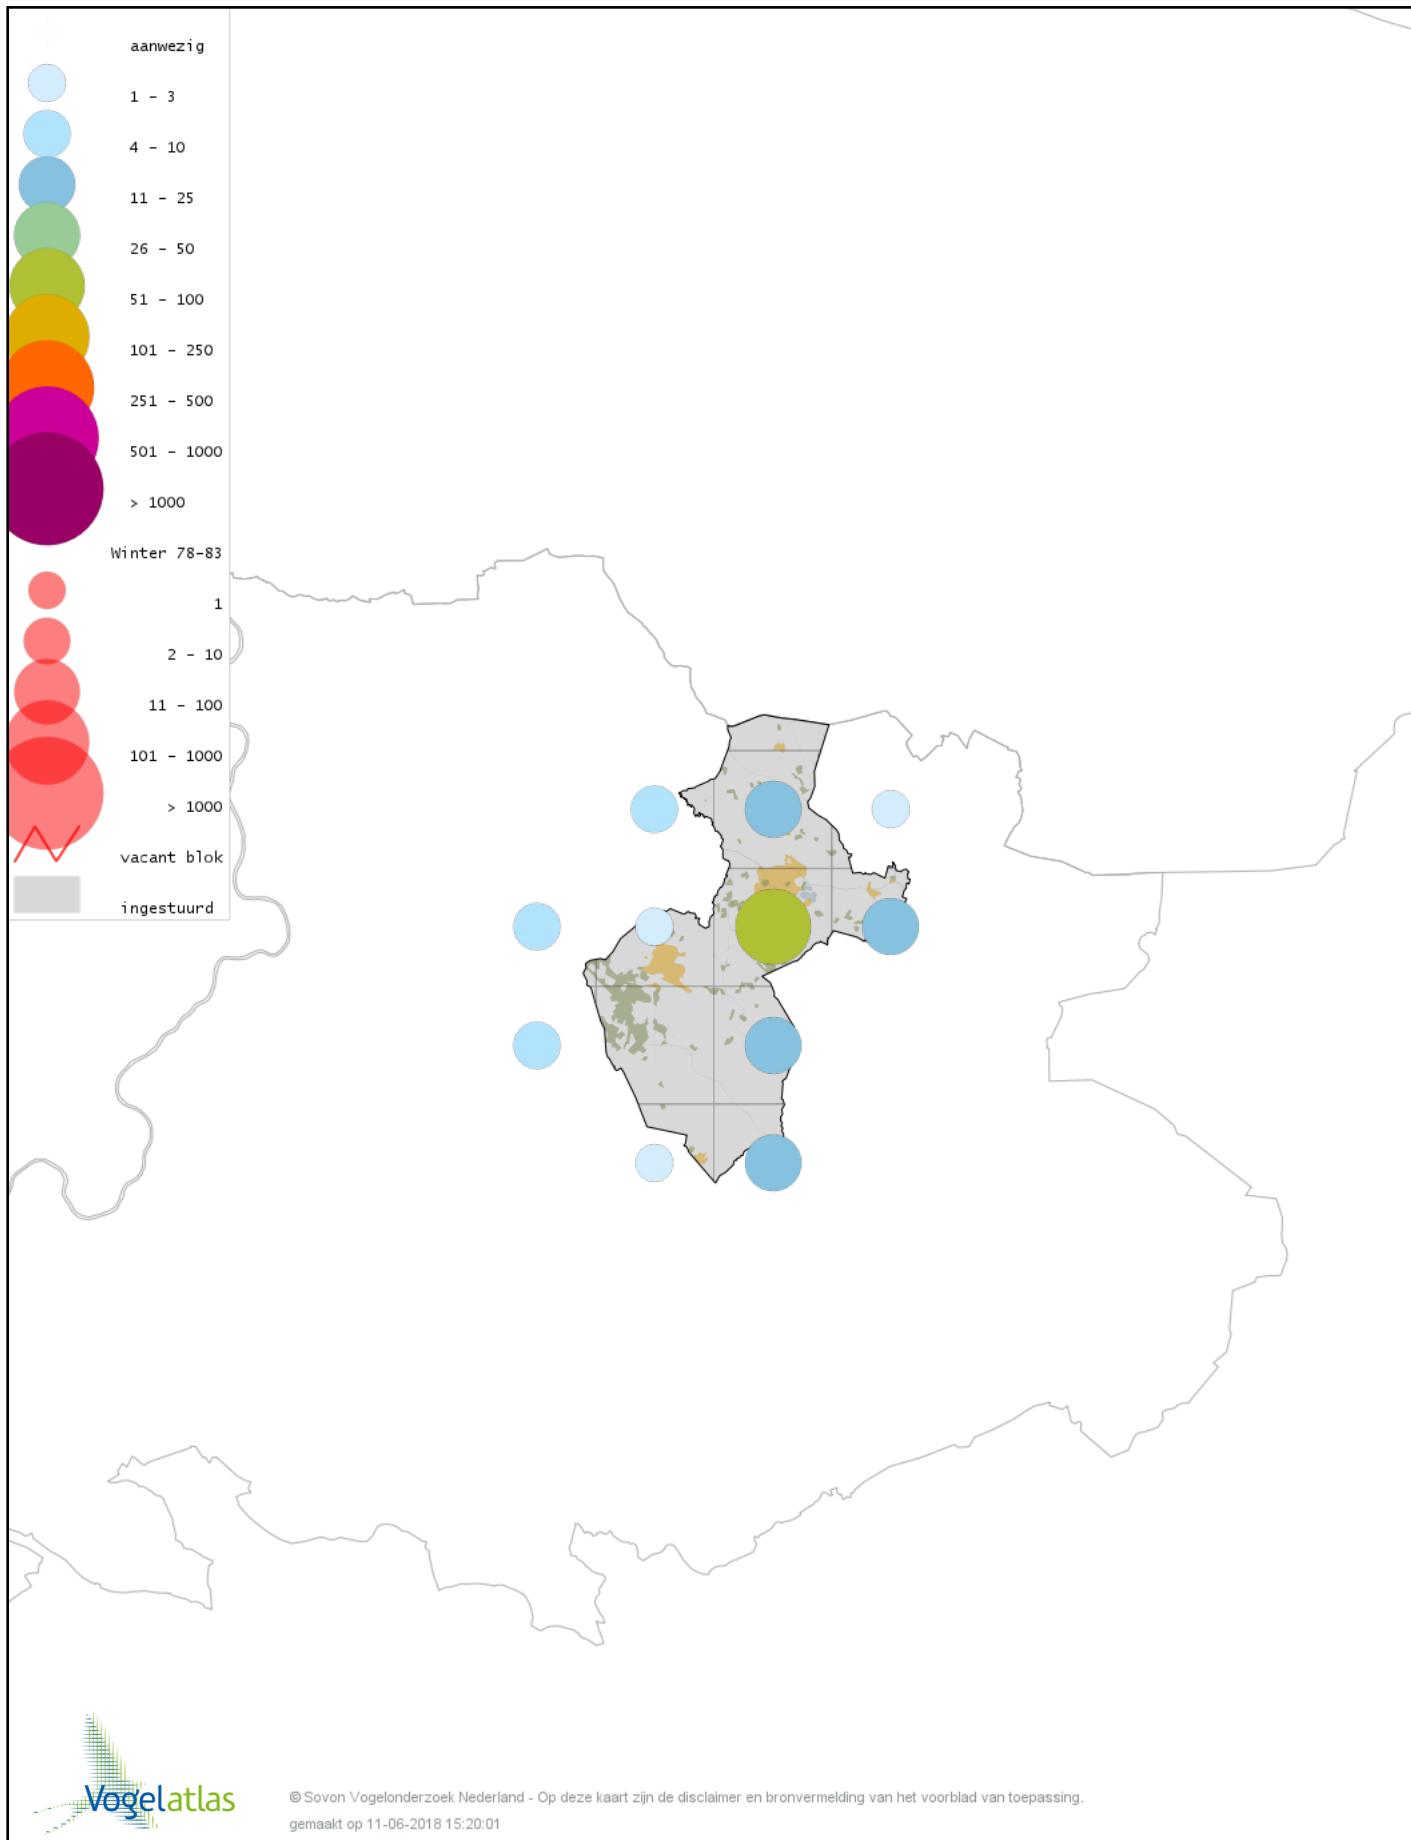 aanwezig
1 - 3
4 - 10
11 - 25
26 - 50
51 - 100
101 - 250
251 - 500
501 - 1000
> 1000
Winter 78-83
1
2 - 10
11 - 100
101 - 1000
> 1000
vacant blok
ingestuurd
Vogelatlas
© Sovon Vogelonderzoek Nederland - Op deze kaart zijn de disclaimer en bronvermelding van het voorblad van toepassing.
gemaakt op 11-06-2018 15:20:01